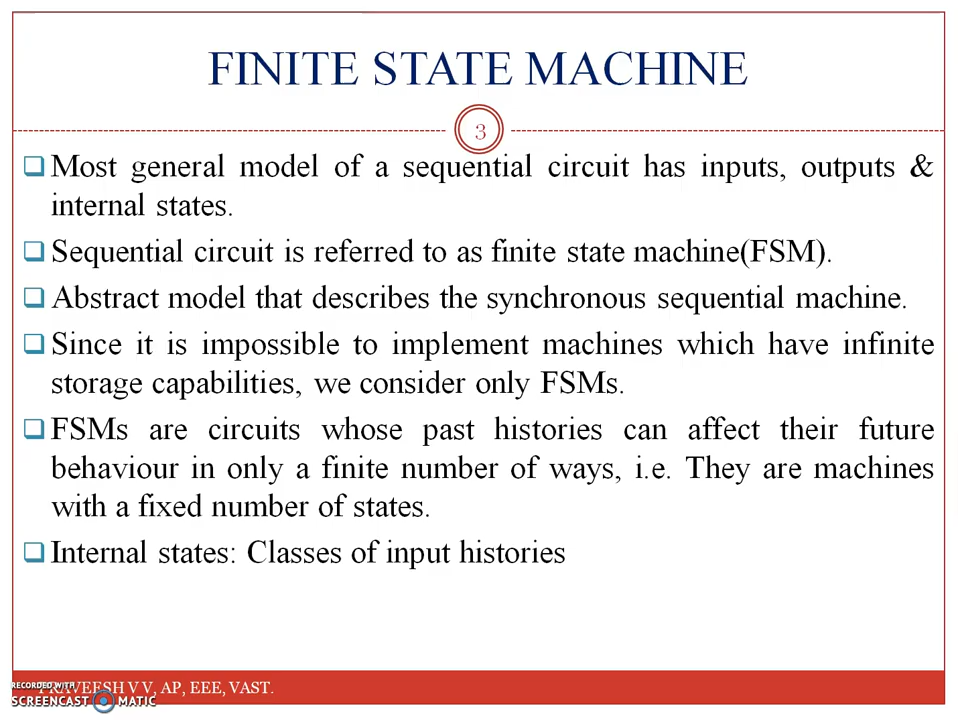 FINITE STATE MACHINE
3
❑ Most general model of a sequential circuit has inputs, outputs &
internal states.
❑ Sequential circuit is referred to as finite state machine(FSM).
❑ Abstract model that describes the synchronous sequential machine.
❑ Since it is impossible to implement machines which have infinite
storage capabilities, we consider only FSMs.
❑ FSMs are circuits whose past histories can affect their future
behaviour in only a finite number of ways, i.e. They are machines
with a fixed number of states.
❑ Internal states: Classes of input histories
PRAVEESH V V, AP, EEE, VAST.
RECORDED WITH
SCREENCAST MATIC